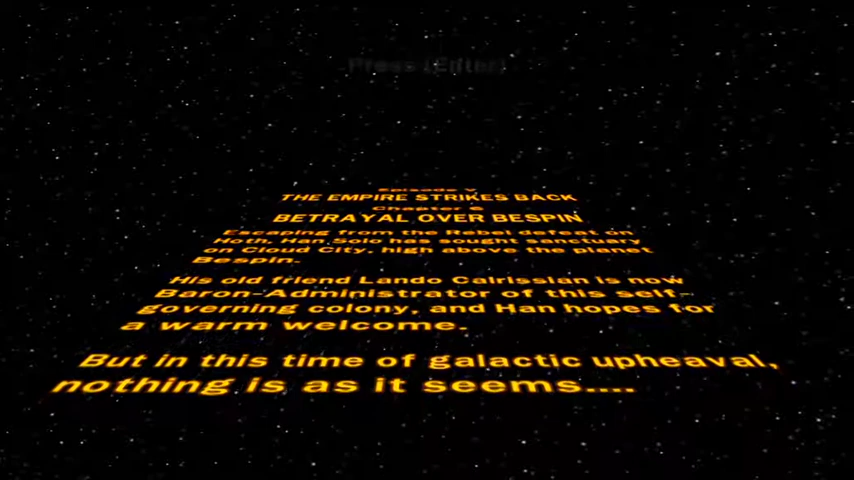 Press (Enter)
Episode V
THE EMPIRE STRIKES BACK
Chapter 6
BETRAYAL OVER BESPIN
Escaping from the Rebel defeat on
Hoth, Han Solo has sought sanctuary
on Cloud City, high above the planet
Bespin.
His old friend Lando Calrissian is now
Baron-Administrator of this self-
governing colony, and Han hopes for
a warm welcome.
But in this time of galactic upheaval,
nothing is as it seems....